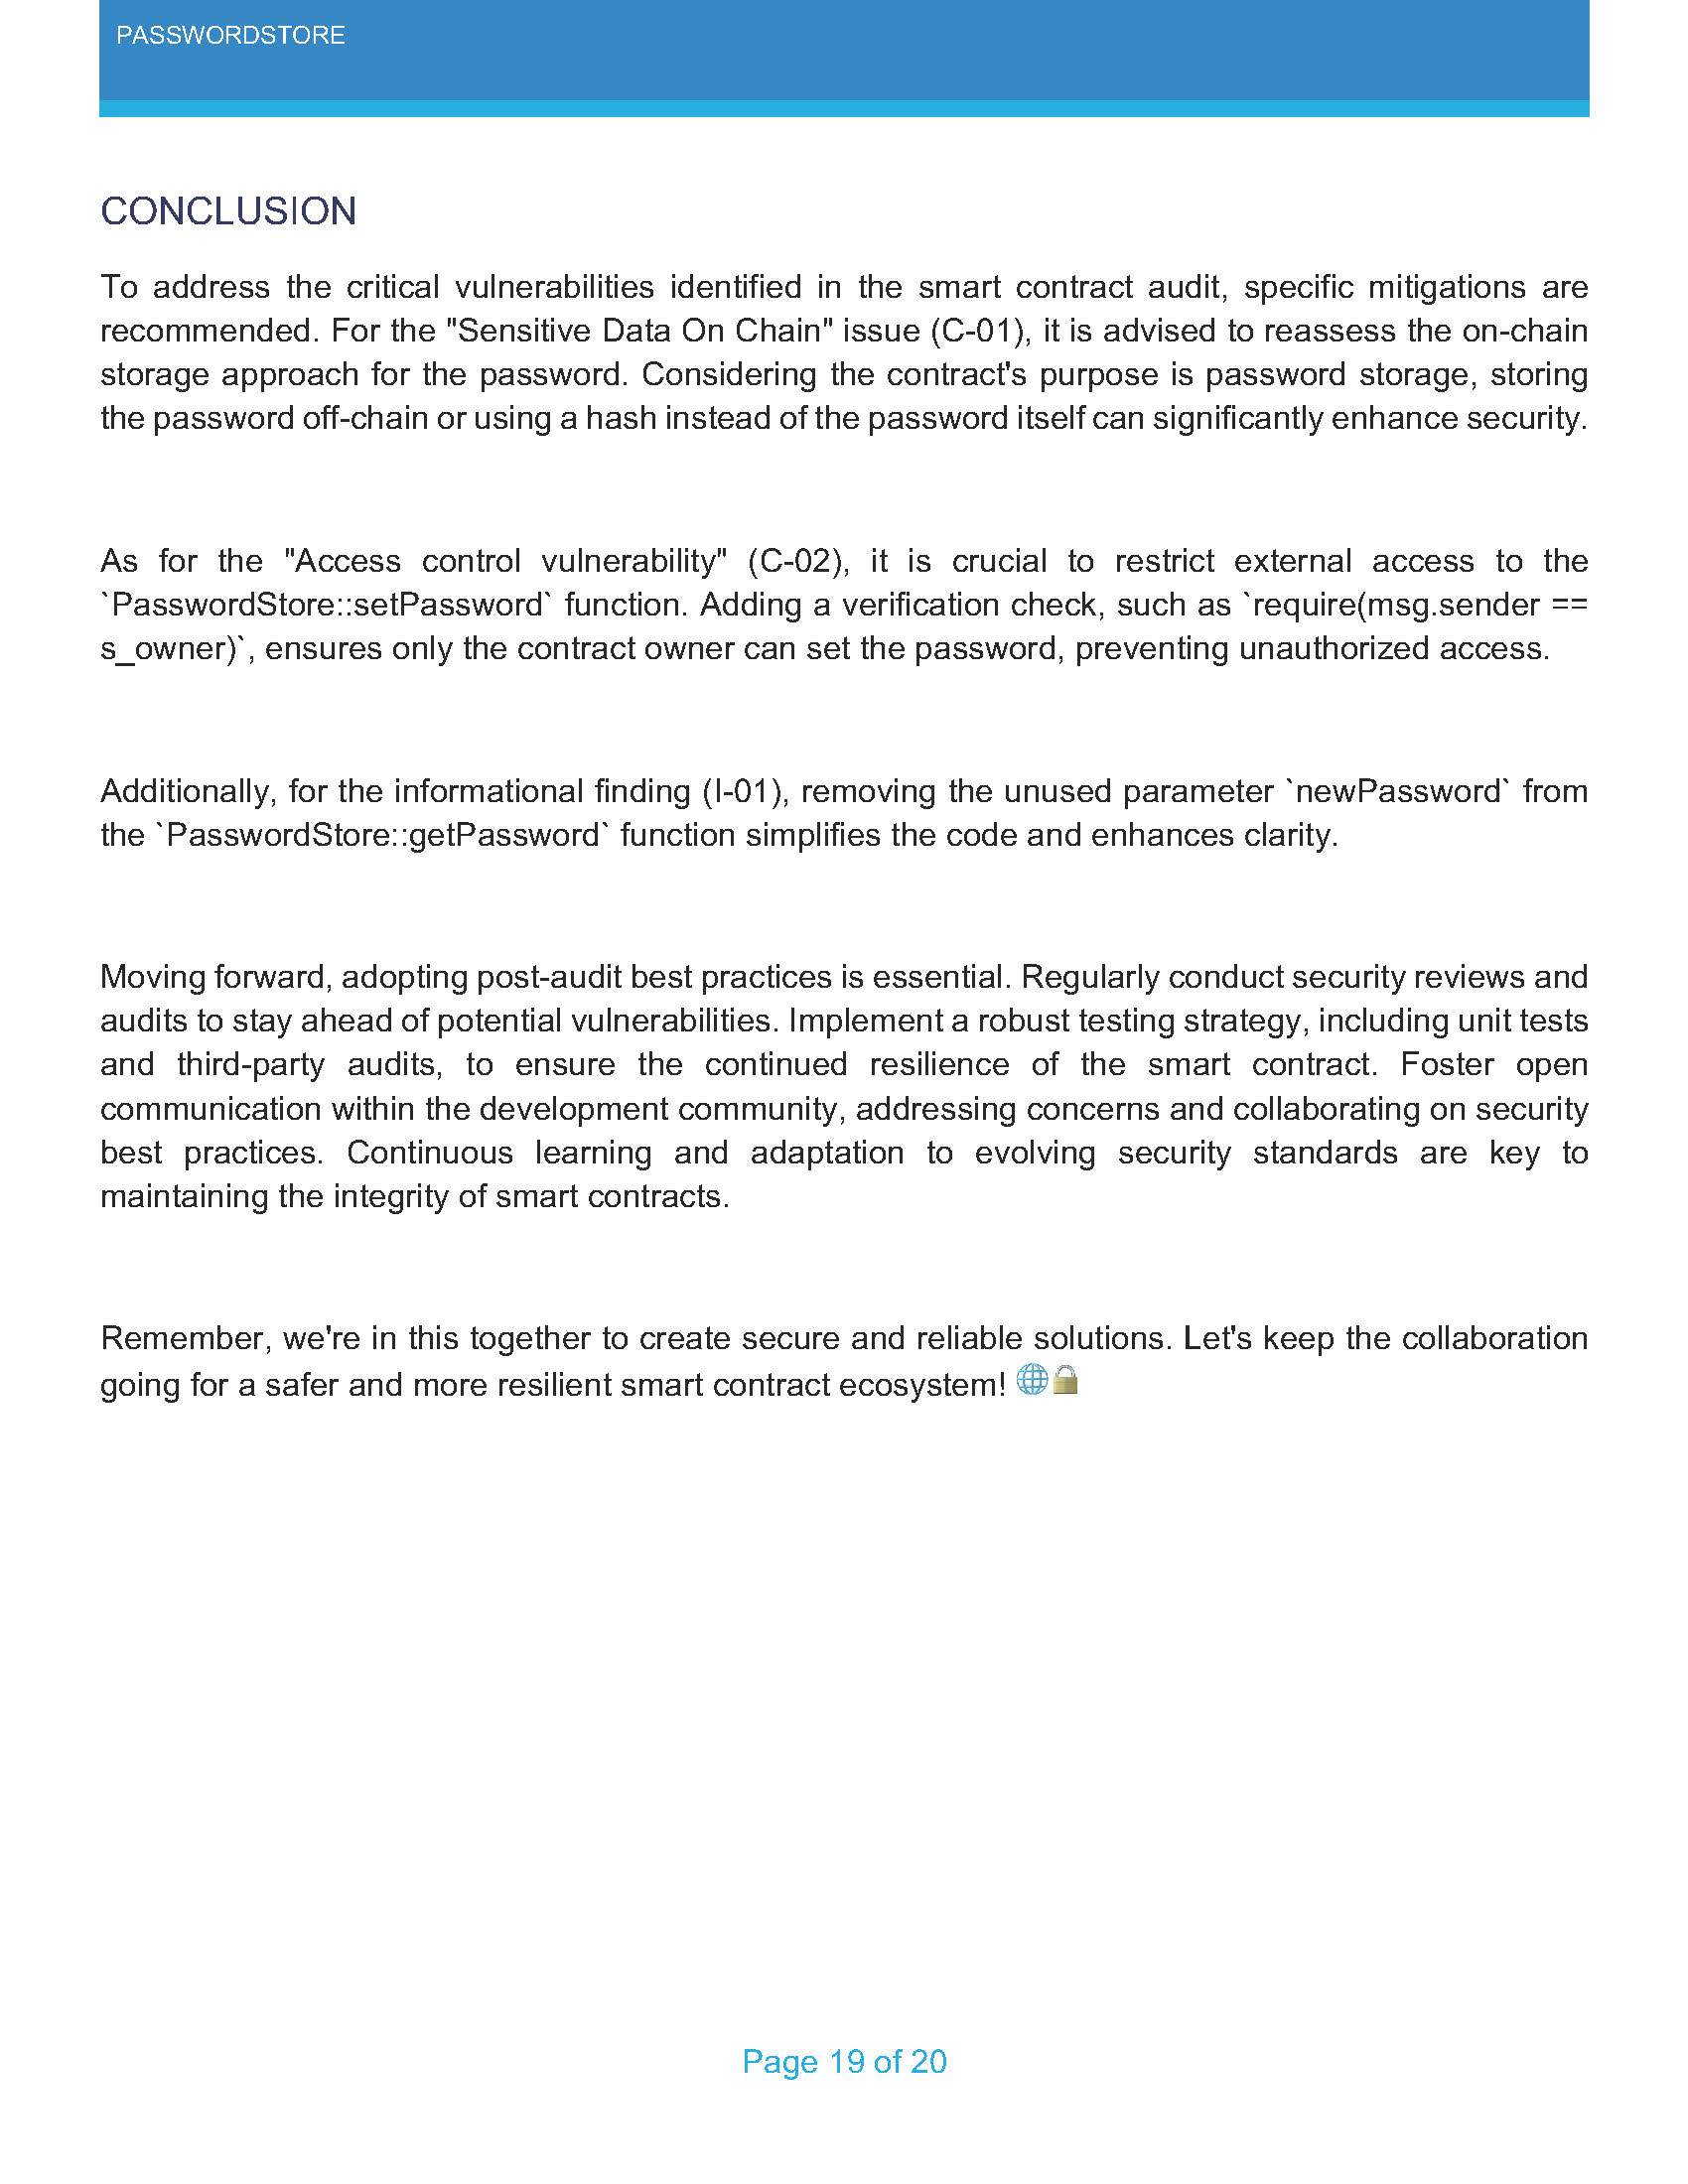 PASSWORDSTORE
CONCLUSION
To address the critical vulnerabilities identified in the smart contract audit, specific mitigations are
recommended. For the "Sensitive Data On Chain" issue (C-01), it is advised to reassess the on-chain
storage approach for the password. Considering the contract's purpose is password storage, storing
the password off-chain or using a hash instead of the password itself can significantly enhance security.
As for the "Access control vulnerability" (C-02), it is crucial to restrict external access to the
`PasswordStore::setPassword` function. Adding a verification check, such as `require(msg.sender ==
s_owner)`, ensures only the contract owner can set the password, preventing unauthorized access.
Additionally, for the informational finding (I-01), removing the unused parameter `newPassword` from
the `PasswordStore::getPassword` function simplifies the code and enhances clarity.
Moving forward, adopting post-audit best practices is essential. Regularly conduct security reviews and
audits to stay ahead of potential vulnerabilities. Implement a robust testing strategy, including unit tests
and third-party audits, to ensure the continued resilience of the smart contract. Foster open
communication within the development community, addressing concerns and collaborating on security
best practices. Continuous learning and adaptation to evolving security standards are key to
maintaining the integrity of smart contracts.
Remember, we're in this together to create secure and reliable solutions. Let's keep the collaboration
going for a safer and more resilient smart contract ecosystem! 🌐🔒
Page 19 of 20